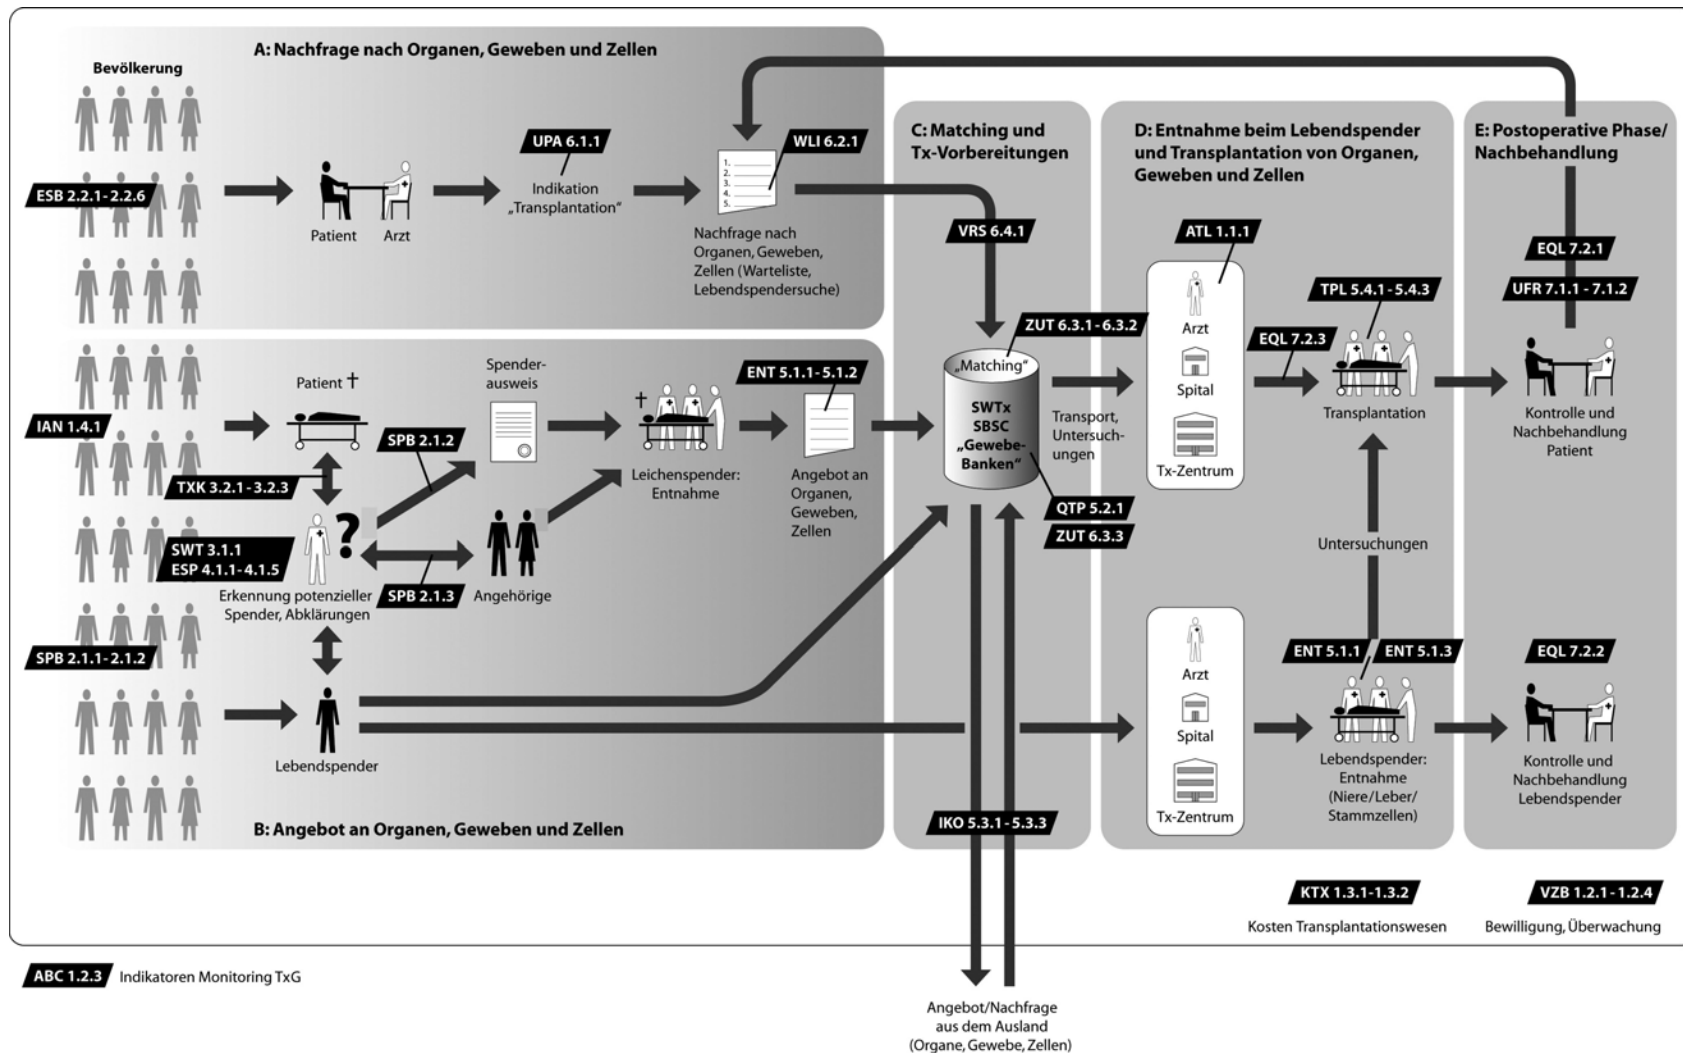 A: Nachfrage nach Organen, Geweben und Zellen
Bevölkerung
ESB 2.2.1 - 2.2.6
Patient
Arzt
UPA 6.1.1
Indikation
„Transplantation“
1.
2.
3.
4.
5.
WLI 6.2.1
Nachfrage nach
Organen, Geweben,
Zellen (Warteliste,
Lebendspendersuche)
IAN 1.4.1
SPB 2.1.1 - 2.1.2
Patient †
TXK 3.2.1 - 3.2.3
SWT 3.1.1
ESP 4.1.1 - 4.1.5
?
Erkennung potenzieller
Spender, Abklärungen
SPB 2.1.2
SPB 2.1.3
Spender-
ausweis
Angehörige
†
Leichenspender:
Entnahme
ENT 5.1.1 - 5.1.2
Angebot an
Organen,
Geweben,
Zellen
Lebendspender
B: Angebot an Organen, Geweben und Zellen
C: Matching und
Tx-Vorbereitungen
VRS 6.4.1
ZUT 6.3.1 - 6.3.2
„Matching“
SWTx
SBSC
„Gewebe-
Banken“
QTP 5.2.1
ZUT 6.3.3
Transport,
Untersuch-
ungen
IKO 5.3.1 - 5.3.3
D: Entnahme beim Lebendspender
und Transplantation von Organen,
Geweben und Zellen
ATL 1.1.1
Arzt
Spital
Tx-Zentrum
EQL 7.2.3
TPL 5.4.1 - 5.4.3
Transplantation
Untersuchungen
Arzt
Spital
Tx-Zentrum
ENT 5.1.1
ENT 5.1.3
Lebendspender:
Entnahme
(Niere/Leber/
Stammzellen)
E: Postoperative Phase/
Nachbehandlung
EQL 7.2.1
UFR 7.1.1 - 7.1.2
Kontrolle und
Nachbehandlung
Patient
EQL 7.2.2
Kontrolle und
Nachbehandlung
Lebendspender
KTX 1.3.1-1.3.2
Kosten Transplantationswesen
VZB 1.2.1 - 1.2.4
Bewilligung, Überwachung
ABC 1.2.3 Indikatoren Monitoring TxG
Angebot/Nachfrage
aus dem Ausland
(Organe, Gewebe, Zellen)